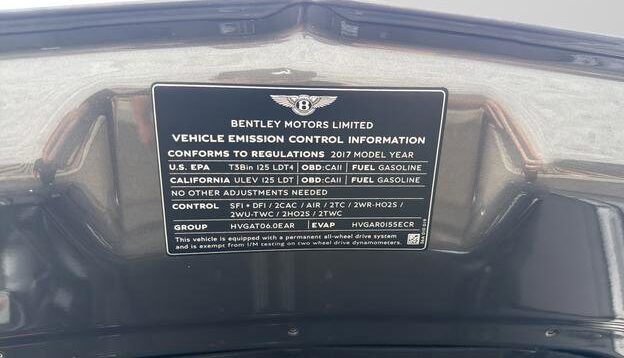 B
BENTLEY MOTORS LIMITED
VEHICLE EMISSION CONTROL INFORMATION
CONFORMS TO REGULATIONS 2017 MODEL YEAR
U.S. EPA T3Bin 125 LDT4 OBD:CAII FUEL GASOLINE
CALIFORNIA ULEV 125 LDT OBD:CAII FUEL GASOLINE
NO OTHER ADJUSTMENTS NEEDED
CONTROL SFI • DFI / 2CAC / AIR / 2TC / 2WR-HO2S /
2WU-TWC / 2HO2S / 2TWC
GROUP HVGAT06.0EAR EVAP HVGAR0155ECR
This vehicle is equipped with a permanent all-wheel drive system
and is exempt from I/M testing on two wheel drive dynamometers.